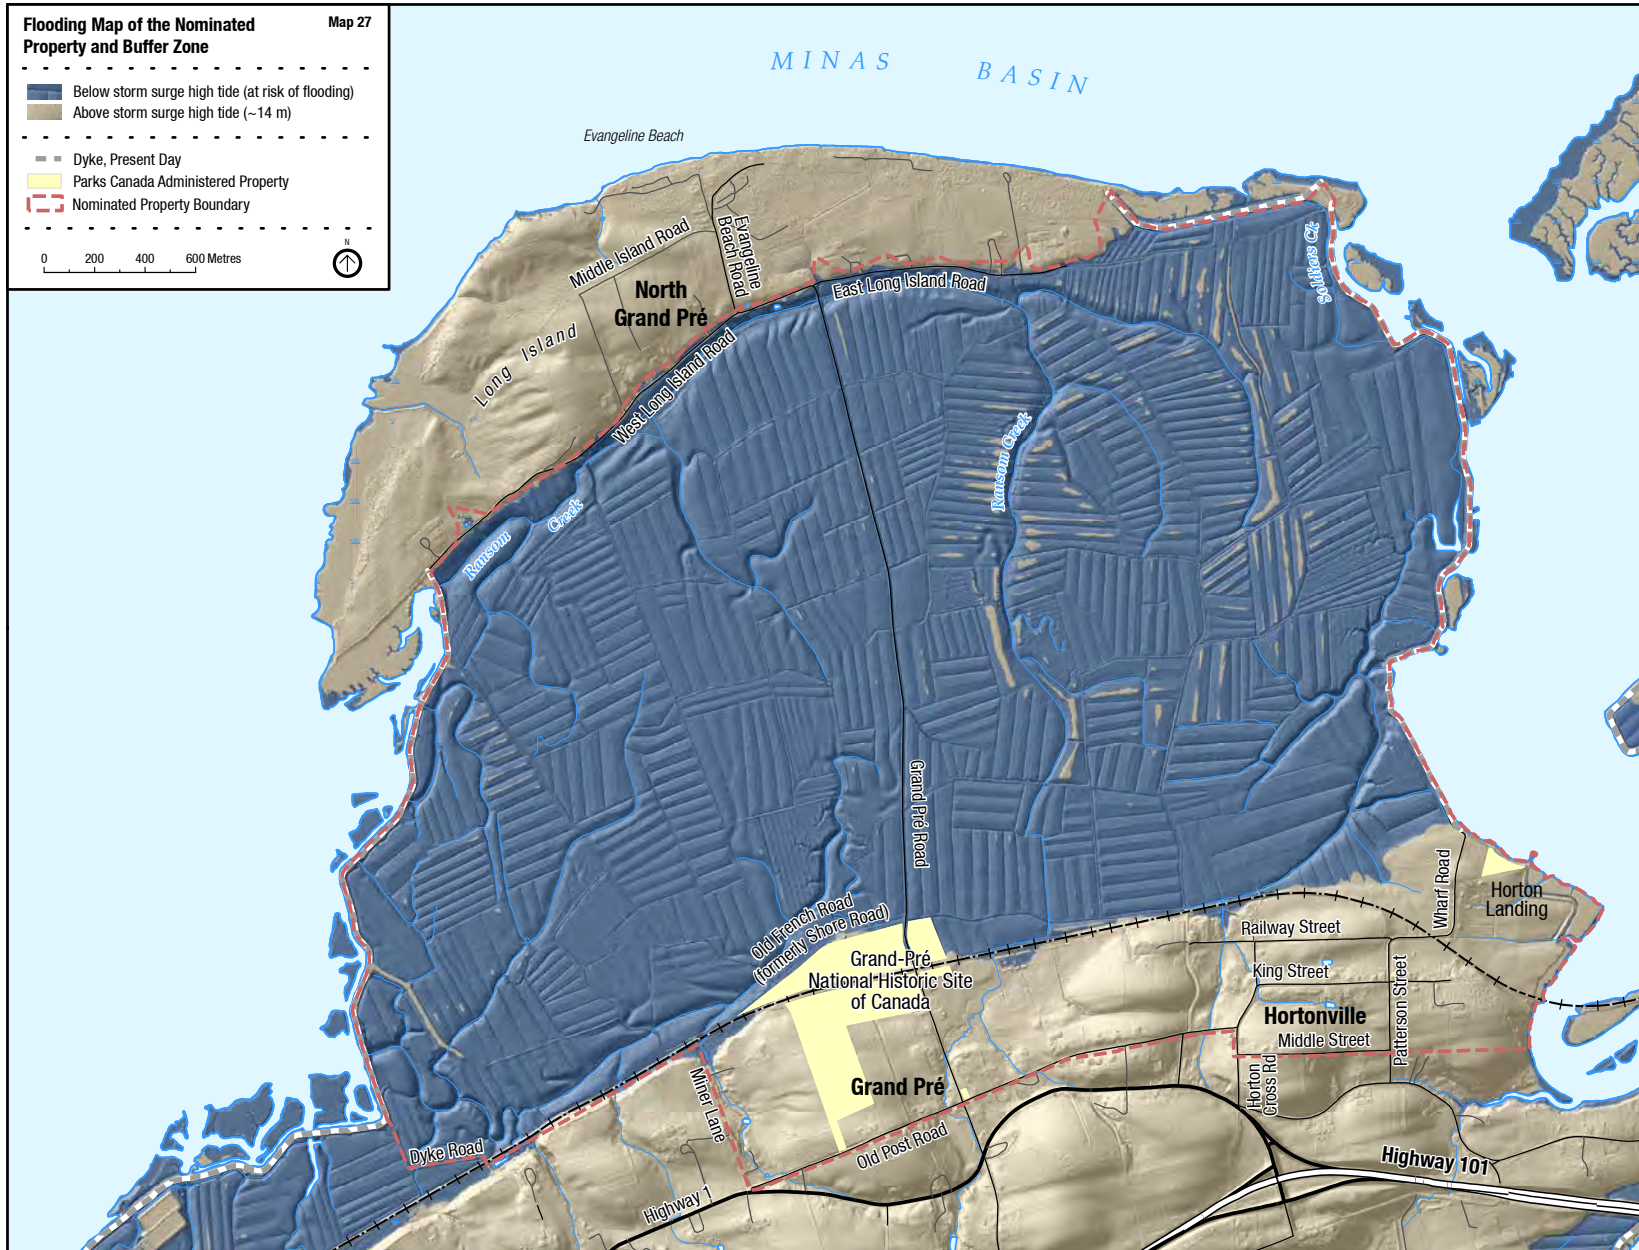 Flooding Map of the Nominated
Property and Buffer Zone
Map 27
Below storm surge high tide (at risk of flooding)
Above storm surge high tide (~14 m)
Dyke, Present Day
Parks Canada Administered Property
Nominated Property Boundary
0 200 400 600 Metres
N
MINAS BASIN
Evangeline Beach
Middle Island Road
Evangeline
Beach Road
North
Grand Pré
Long Island
East Long Island Road
West Long Island Road
Soldiers Ck
Ransom Creek
Ransom Creek
Grand Pré Road
Old French Road
(formerly Shore Road)
Grand-Pré
National Historic Site
of Canada
Wharf Road
Horton
Landing
Railway Street
King Street
Patterson Street
Hortonville
Middle Street
Horton
Cross Rd
Miner Lane
Grand Pré
Old Post Road
Dyke Road
Highway 1
Highway 101